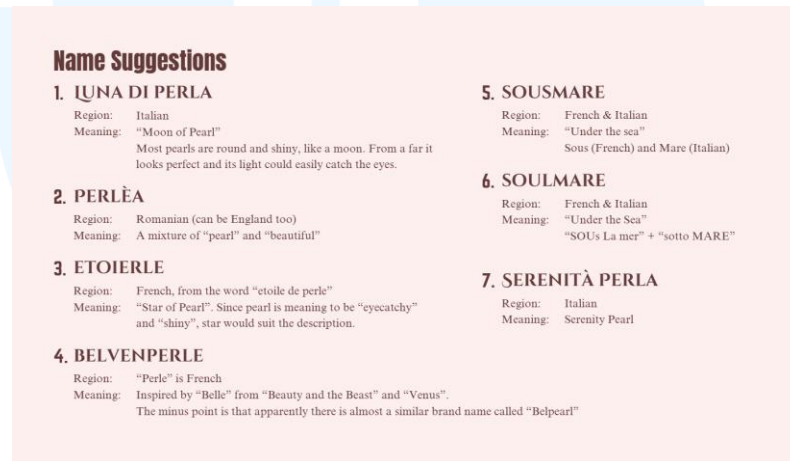 Name Suggestions
1. LUNA DI PERLA
Region: Italian
Meaning: “Moon of Pearl”
Most pearls are round and shiny, like a moon. From a far it
looks perfect and its light could easily catch the eyes.
2. PERLÈA
Region: Romanian (can be England too)
Meaning: A mixture of “pearl” and “beautiful”
3. ETOIERLE
Region: French, from the word “etoile de perle”
Meaning: “Star of Pearl”. Since pearl is meaning to be “eyecatchy”
and “shiny”, star would suit the description.
4. BELVENPERLE
Region: “Perle” is French
Meaning: Inspired by “Belle” from “Beauty and the Beast” and “Venus”.
The minus point is that apparently there is almost a similar brand name called “Belpearl”
5. SOUSMARE
Region: French & Italian
Meaning: “Under the sea”
Sous (French) and Mare (Italian)
6. SOULMARE
Region: French & Italian
Meaning: “Under the Sea”
“SOUs La mer” + “sotto MARE”
7. SERENITÀ PERLA
Region: Italian
Meaning: Serenity Pearl